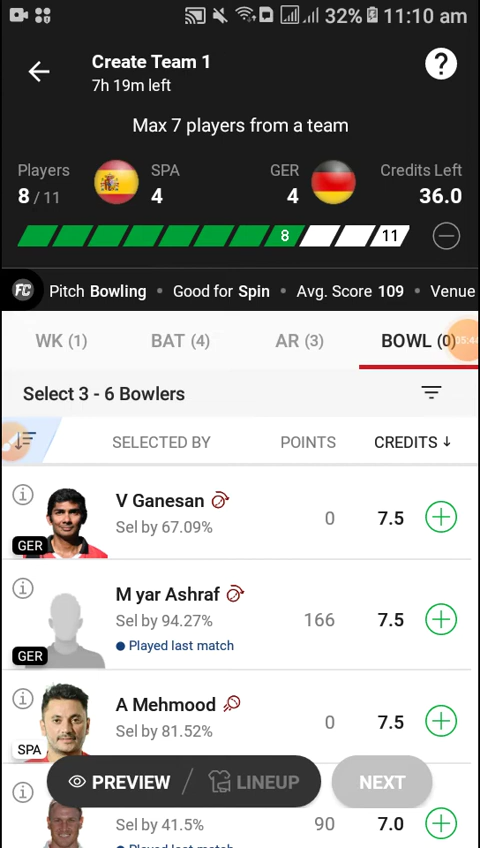 32% 11:10 am
Create Team 1
7h 19m left
?
Max 7 players from a team
Players SPA GER Credits Left
8 / 11 4 4 36.0
8 11
FC Pitch Bowling • Good for Spin • Avg. Score 109 • Venue
WK (1) BAT (4) AR (3) BOWL (0)
Select 3 - 6 Bowlers
SELECTED BY POINTS CREDITS ↓
V Ganesan
Sel by 67.09% 0 7.5
GER
M yar Ashraf
Sel by 94.27% 166 7.5
Played last match
GER
A Mehmood
Sel by 81.52% 0 7.5
SPA
PREVIEW / LINEUP NEXT
Sel by 41.5% 90 7.0
Played last match